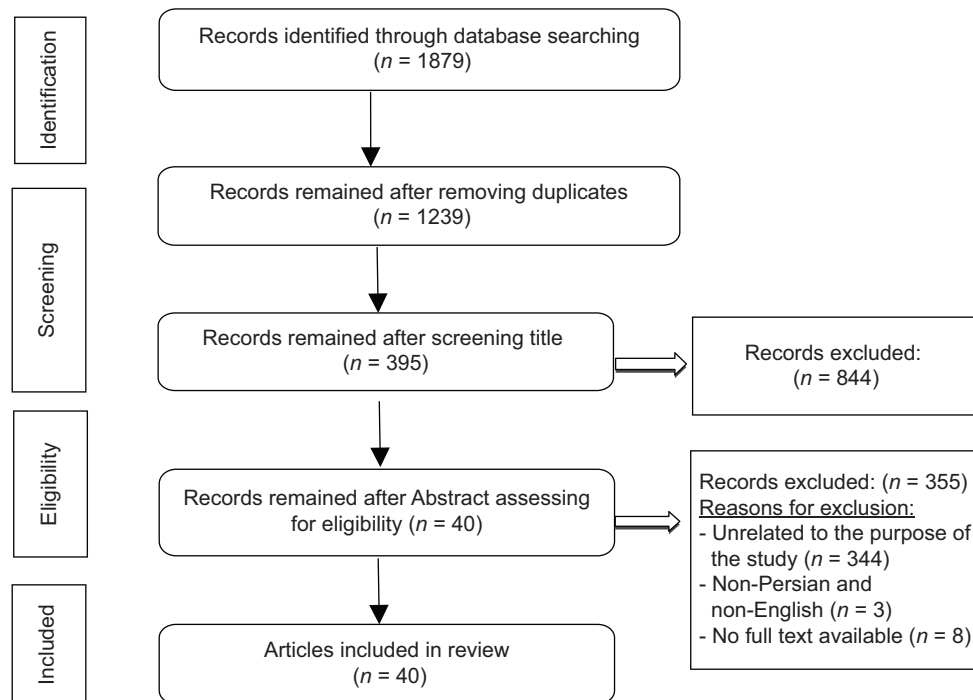 Identification
Records identified through database searching
(n = 1879)
Records remained after removing duplicates
(n = 1239)
Screening
Records remained after screening title
(n = 395)
Records excluded:
(n = 844)
Eligibility
Records remained after Abstract assessing
for eligibility (n = 40)
Records excluded: (n = 355)
Reasons for exclusion:
- Unrelated to the purpose of
the study (n = 344)
- Non-Persian and
non-English (n = 3)
- No full text available (n = 8)
Included
Articles included in review
(n = 40)